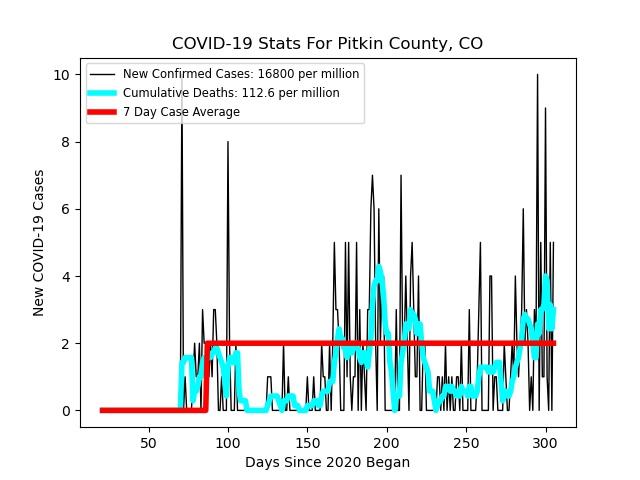 COVID-19 Stats For Pitkin County, CO
New Confirmed Cases: 16800 per million
Cumulative Deaths: 112.6 per million
7 Day Case Average
New COVID-19 Cases
10
8
6
4
2
0
50 100 150 200 250 300
Days Since 2020 Began